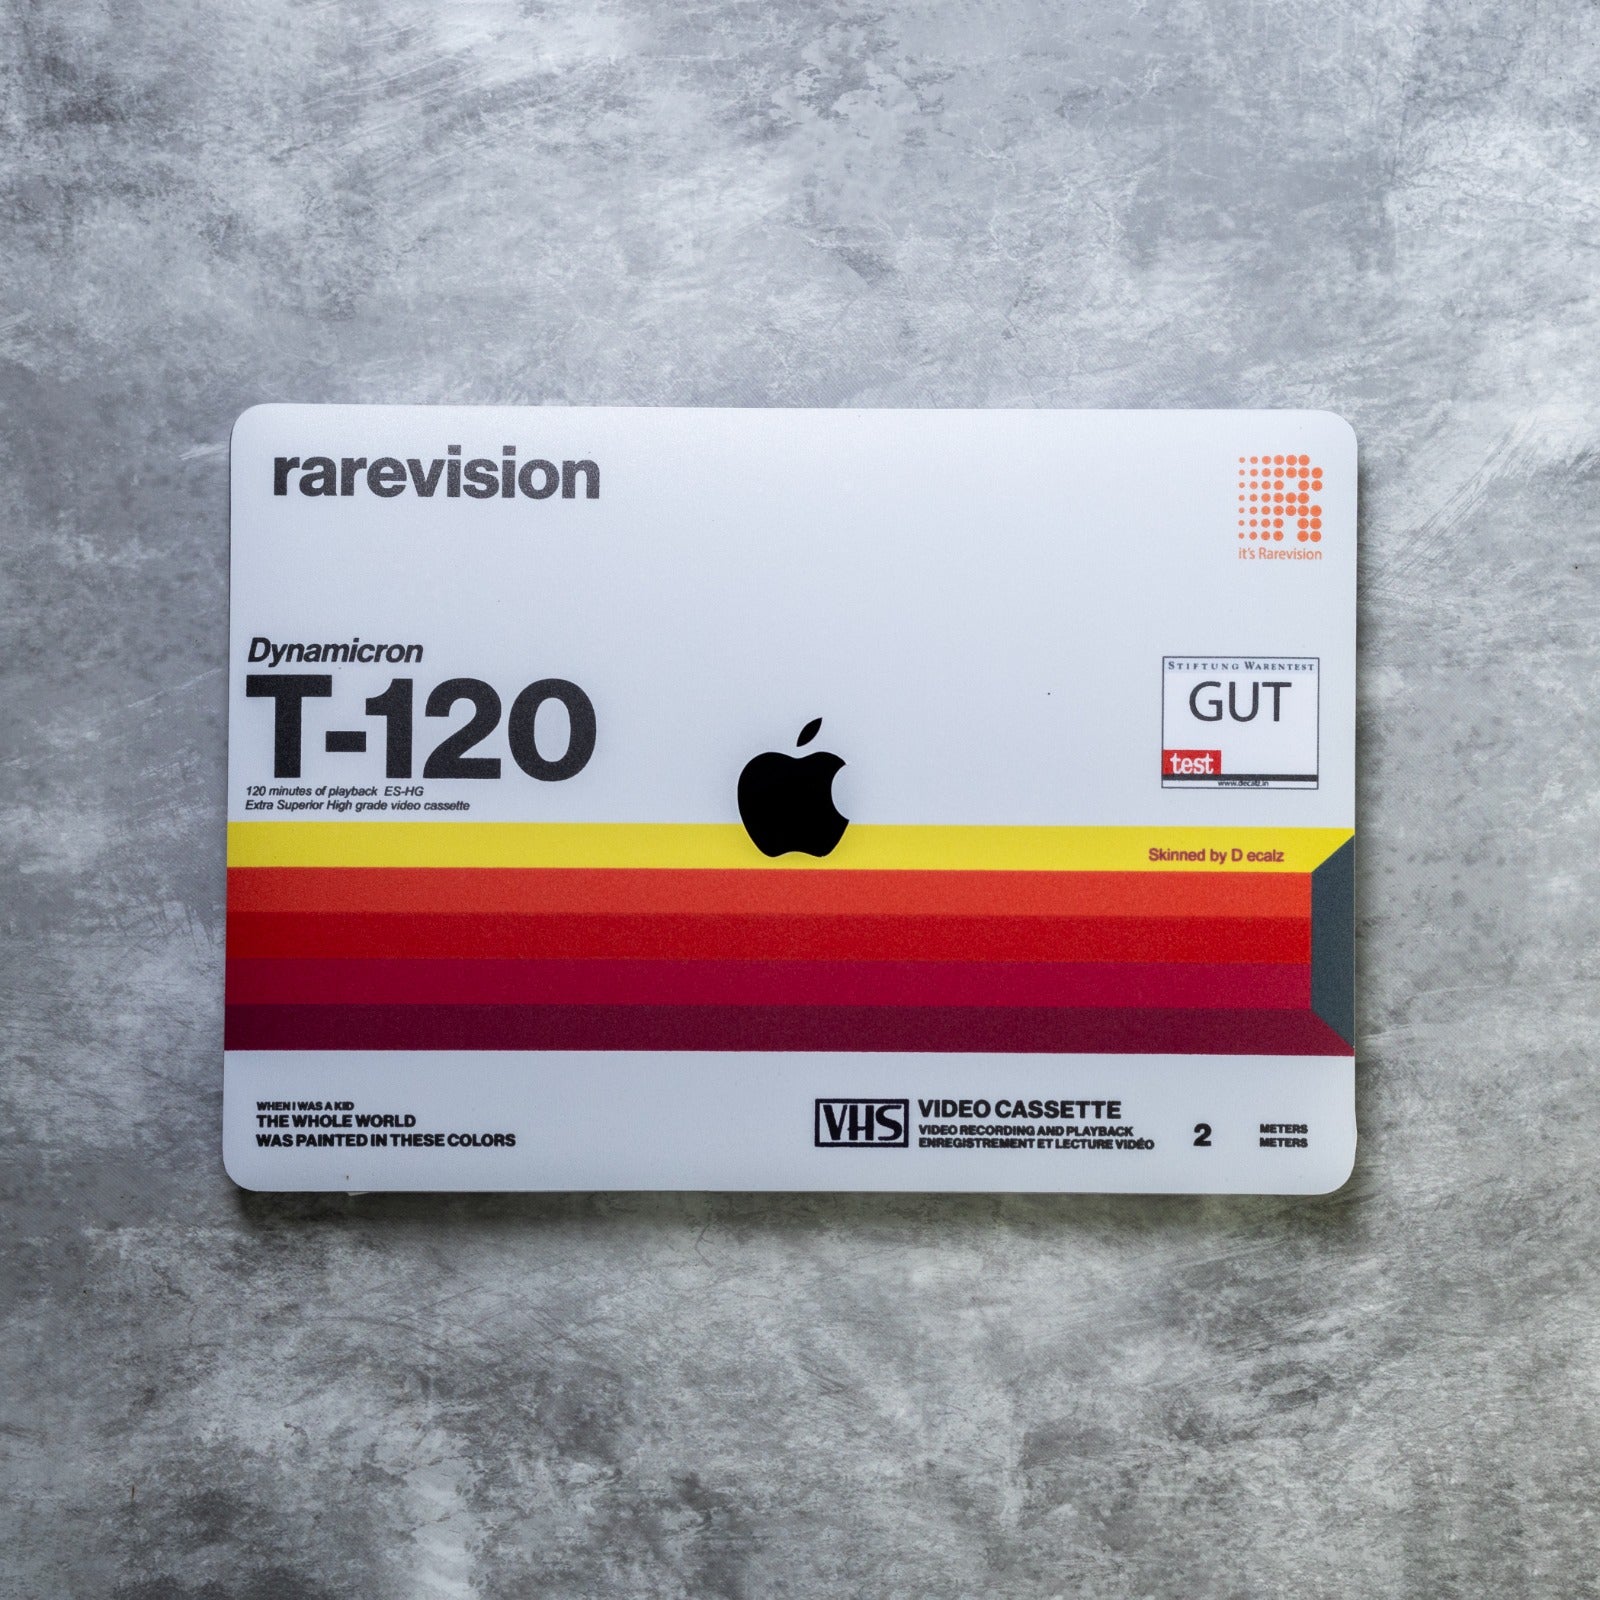 rarevision
it's Rarevision
Dynamicron
T-120
120 minutes of playback ES-HG
Extra Superior High grade video cassette
STIFTUNG WARENTEST
GUT
test
www.decalz.in
Skinned by D ecalz
WHEN I WAS A KID
THE WHOLE WORLD
WAS PAINTED IN THESE COLORS
VHS
VIDEO CASSETTE
VIDEO RECORDING AND PLAYBACK
ENREGISTREMENT ET LECTURE VIDÉO
2
METERS
METERS